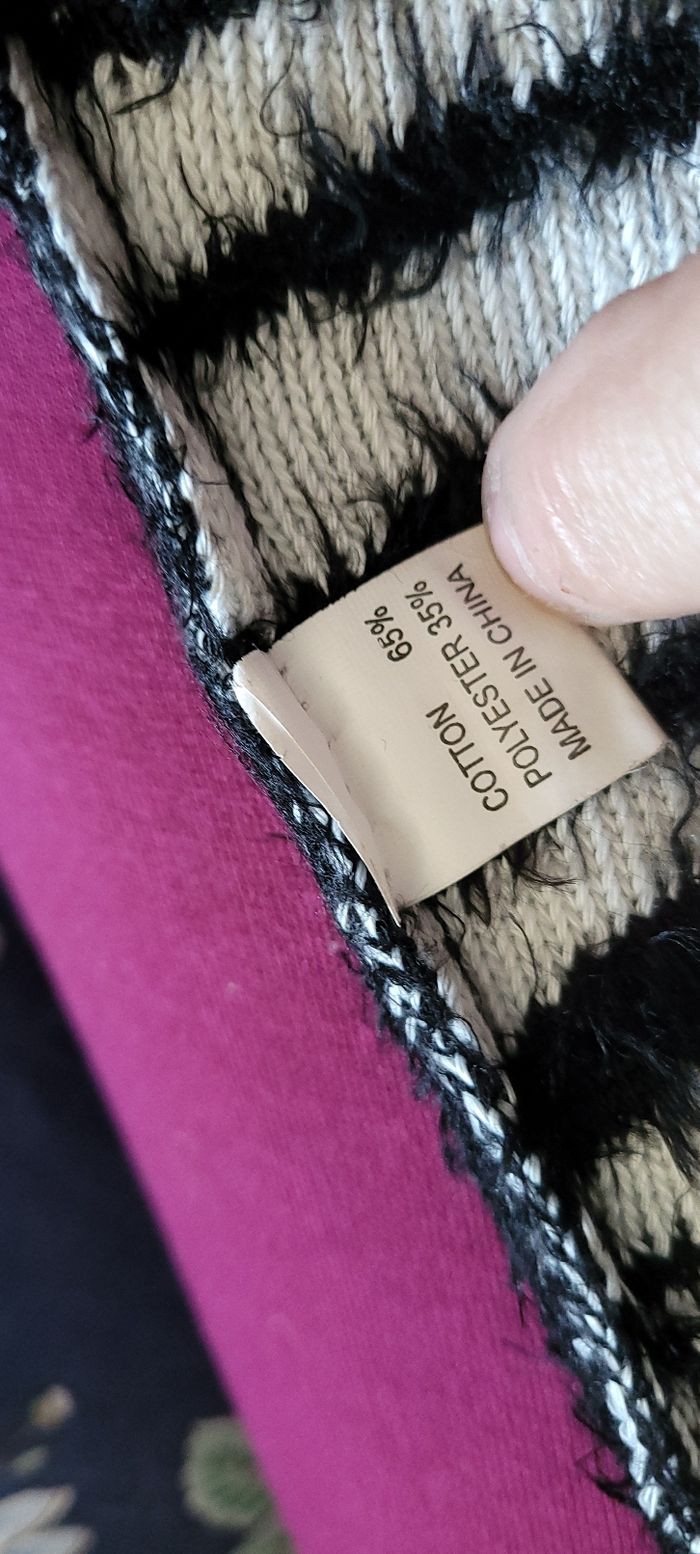 COTTON 65%
POLYESTER 35%
MADE IN CHINA